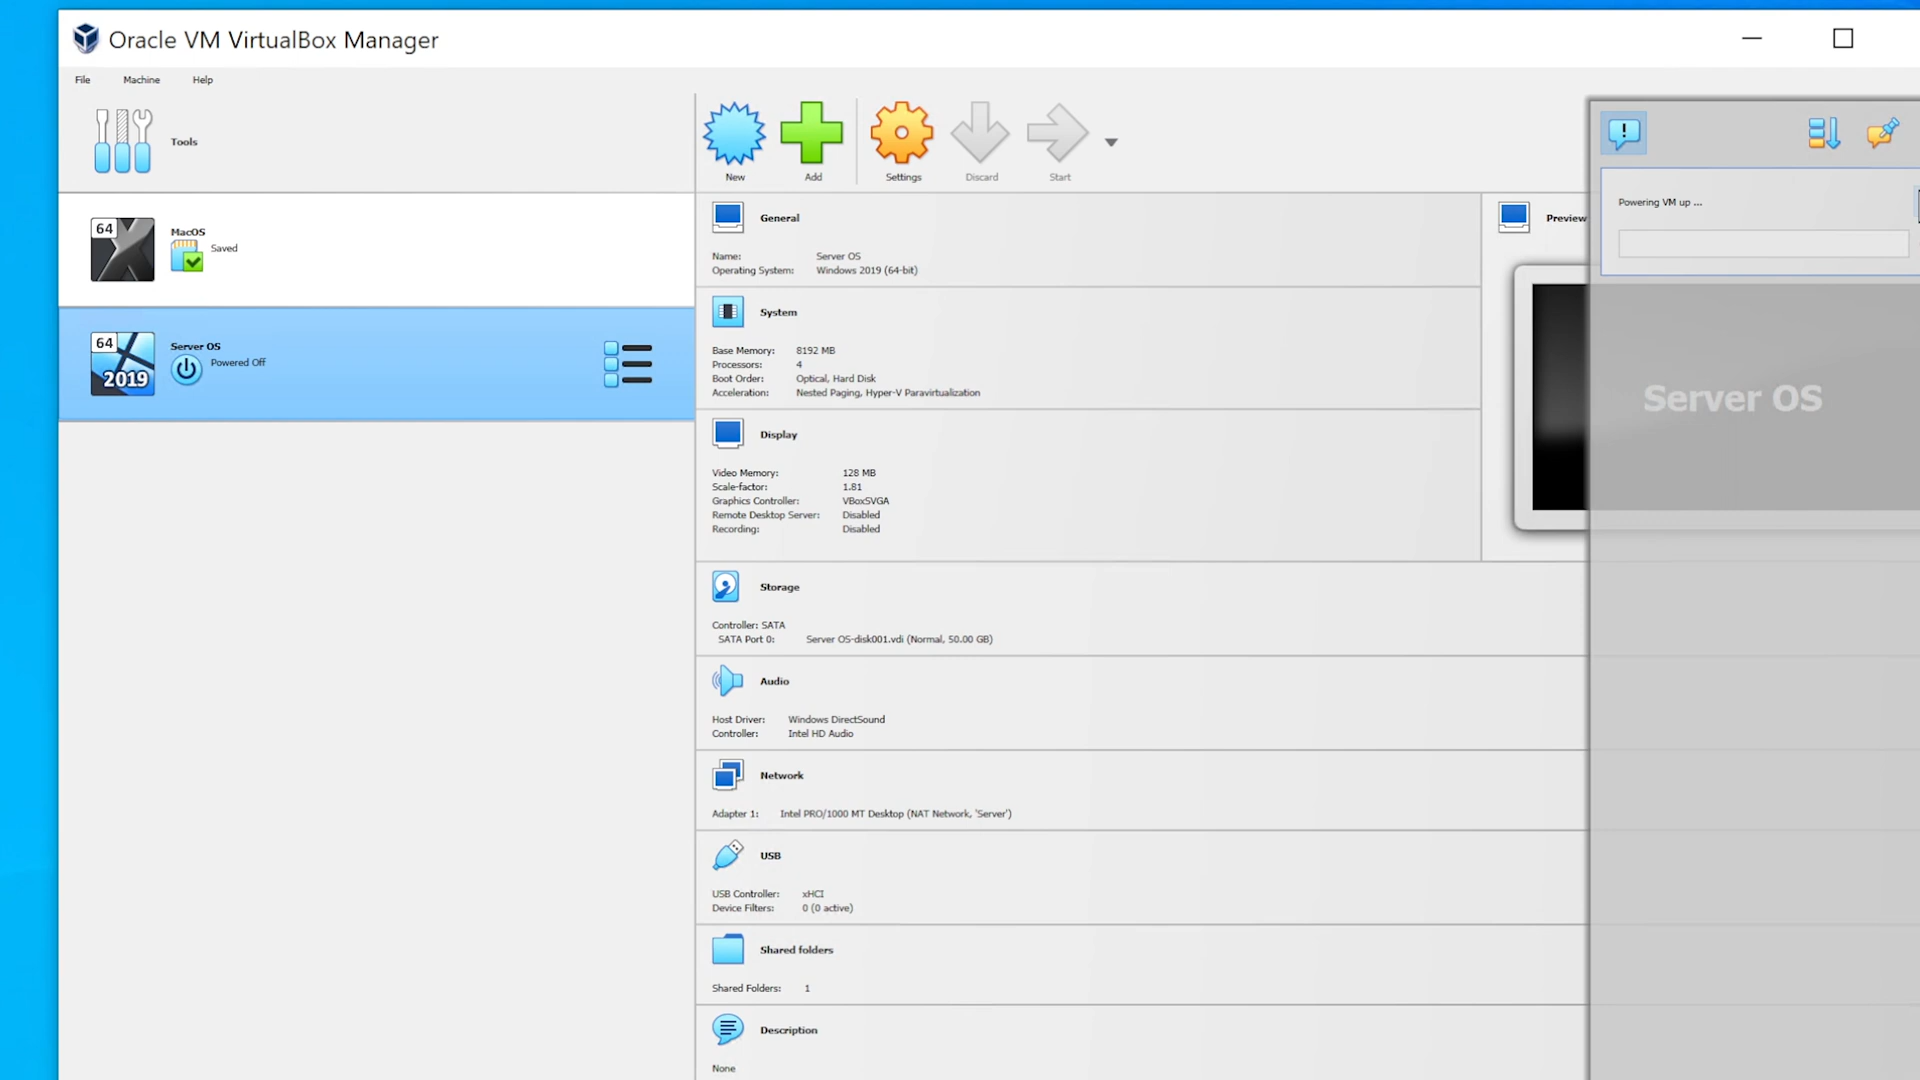 Oracle VM VirtualBox Manager
File Machine Help
Tools
New Add Settings Discard Start
64 MacOS
Saved
64 2019 Server OS
Powered Off
General
Name: Server OS
Operating System: Windows 2019 (64-bit)
System
Base Memory: 8192 MB
Processors: 4
Boot Order: Optical, Hard Disk
Acceleration: Nested Paging, Hyper-V Paravirtualization
Display
Video Memory: 128 MB
Scale-factor: 1.81
Graphics Controller: VBoxSVGA
Remote Desktop Server: Disabled
Recording: Disabled
Storage
Controller: SATA
SATA Port 0: Server OS-disk001.vdi (Normal, 50.00 GB)
Audio
Host Driver: Windows DirectSound
Controller: Intel HD Audio
Network
Adapter 1: Intel PRO/1000 MT Desktop (NAT Network, 'Server')
USB
USB Controller: xHCI
Device Filters: 0 (0 active)
Shared folders
Shared Folders: 1
Description
None
Preview
Powering VM up ...
Server OS